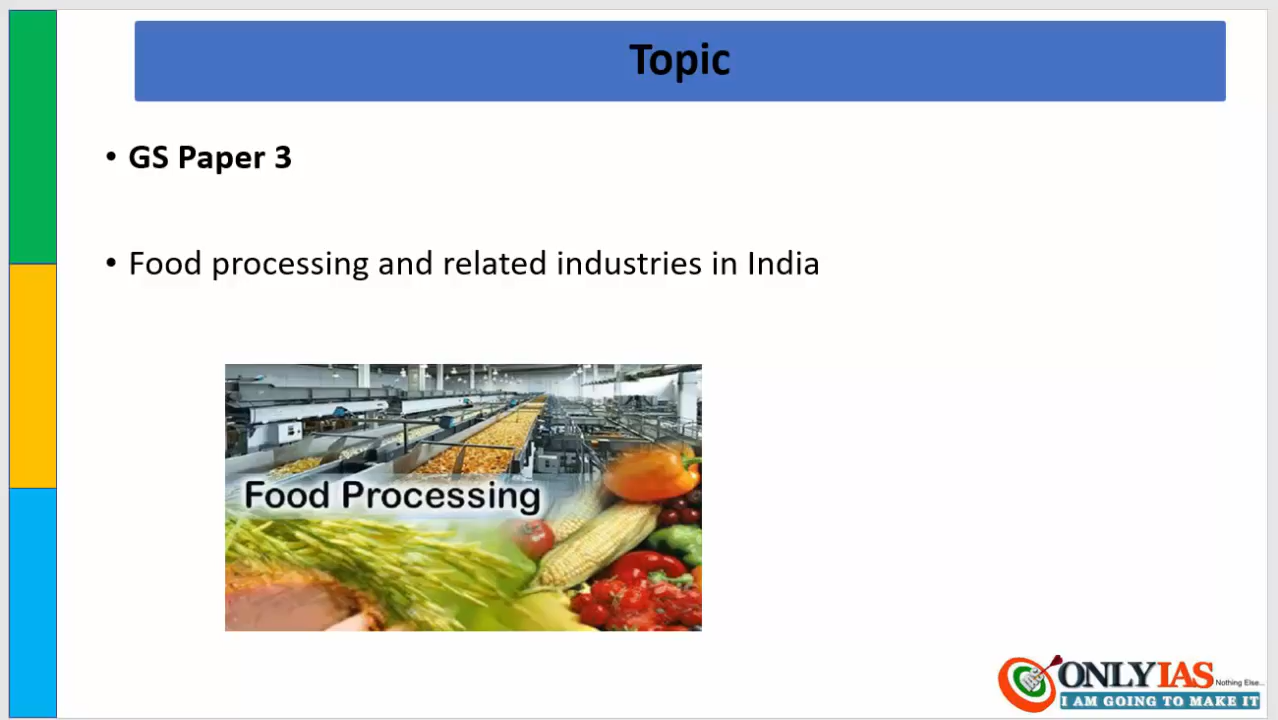 Topic
• GS Paper 3
• Food processing and related industries in India
Food Processing
ONLYIAS Nothing Else...
I AM GOING TO MAKE IT